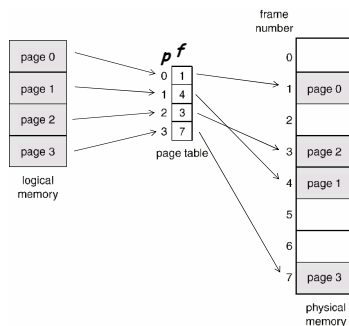 frame
number
page 0
page 1
page 2
page 3
logical
memory
p f
0 1
1 4
2 3
3 7
page table
0
1 page 0
2
3 page 2
4 page 1
5
6
7 page 3
physical
memory